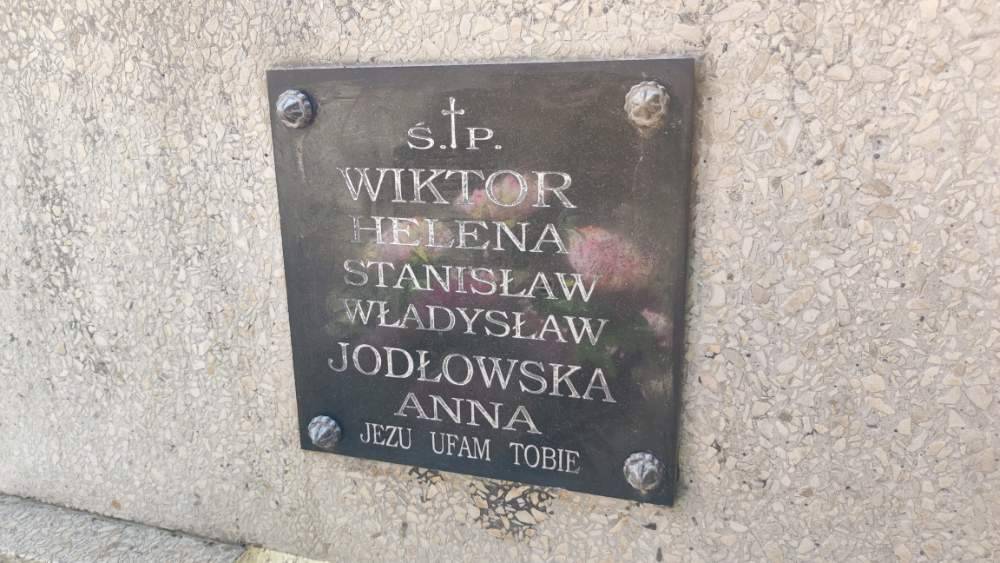 Ś.†P.
WIKTOR
HELENA
STANISŁAW
WŁADYSŁAW
JODŁOWSKA
ANNA
JEZU UFAM TOBIE